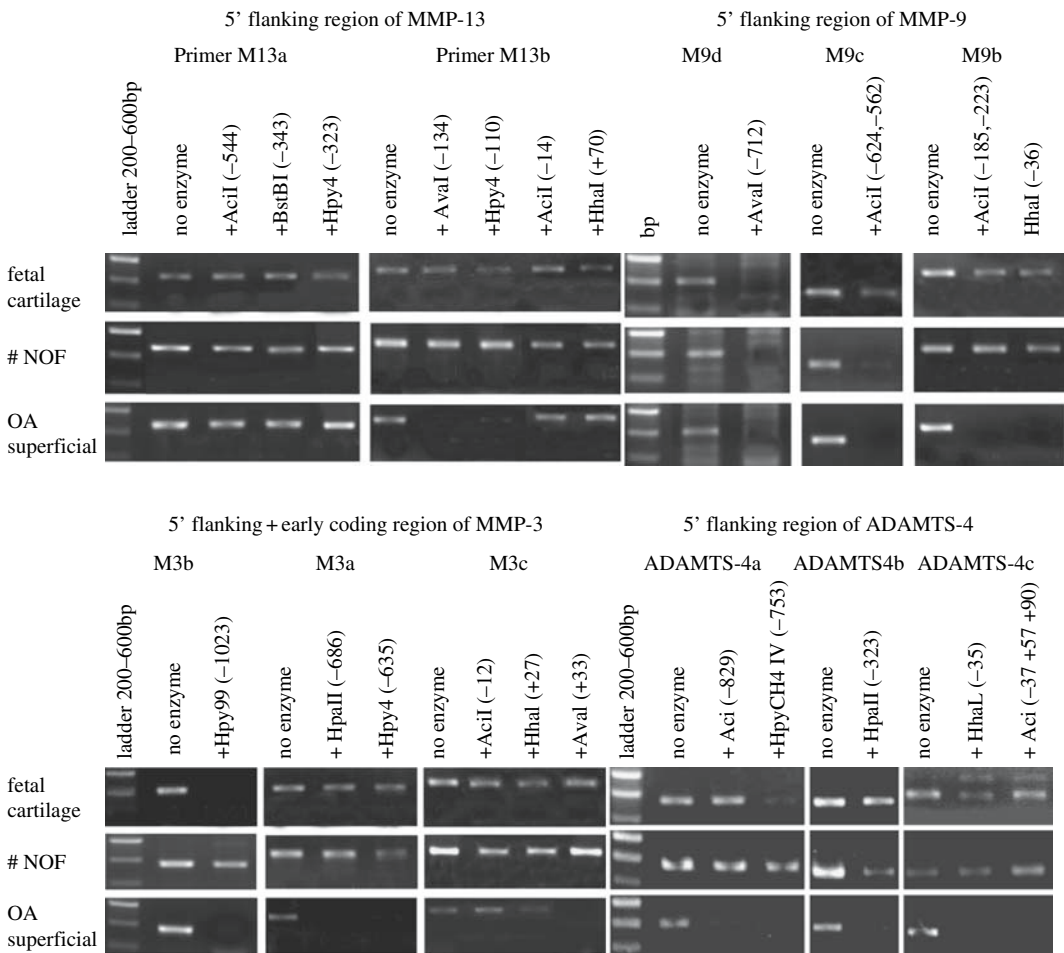 5’ flanking region of MMP-13
5’ flanking region of MMP-9
Primer M13a
Primer M13b
M9d
M9c
M9b
ladder 200–600bp
no enzyme
+AciI (–544)
+BstBI (–343)
+Hpy4 (–323)
no enzyme
+ AvaI (–134)
+Hpy4 (–110)
+AciI (–14)
+HhaI (+70)
bp
no enzyme
+AvaI (–712)
no enzyme
+AciI (–624,–562)
no enzyme
+AciI (–185,–223)
HhaI (–36)
fetal
cartilage
# NOF
OA
superficial
5’ flanking + early coding region of MMP-3
5’ flanking region of ADAMTS-4
M3b
M3a
M3c
ADAMTS-4a
ADAMTS4b
ADAMTS-4c
ladder 200–600bp
no enzyme
+Hpy99 (–1023)
no enzyme
+ HpaII (–686)
+Hpy4 (–635)
no enzyme
+AciI (–12)
+HhaI (+27)
+AvaI (+33)
ladder 200–600bp
no enzyme
+ Aci (–829)
+HpyCH4 IV (–753)
no enzyme
+ HpaII (–323)
no enzyme
+ HhaL (–35)
+ Aci (–37 +57 +90)
fetal
cartilage
# NOF
OA
superficial